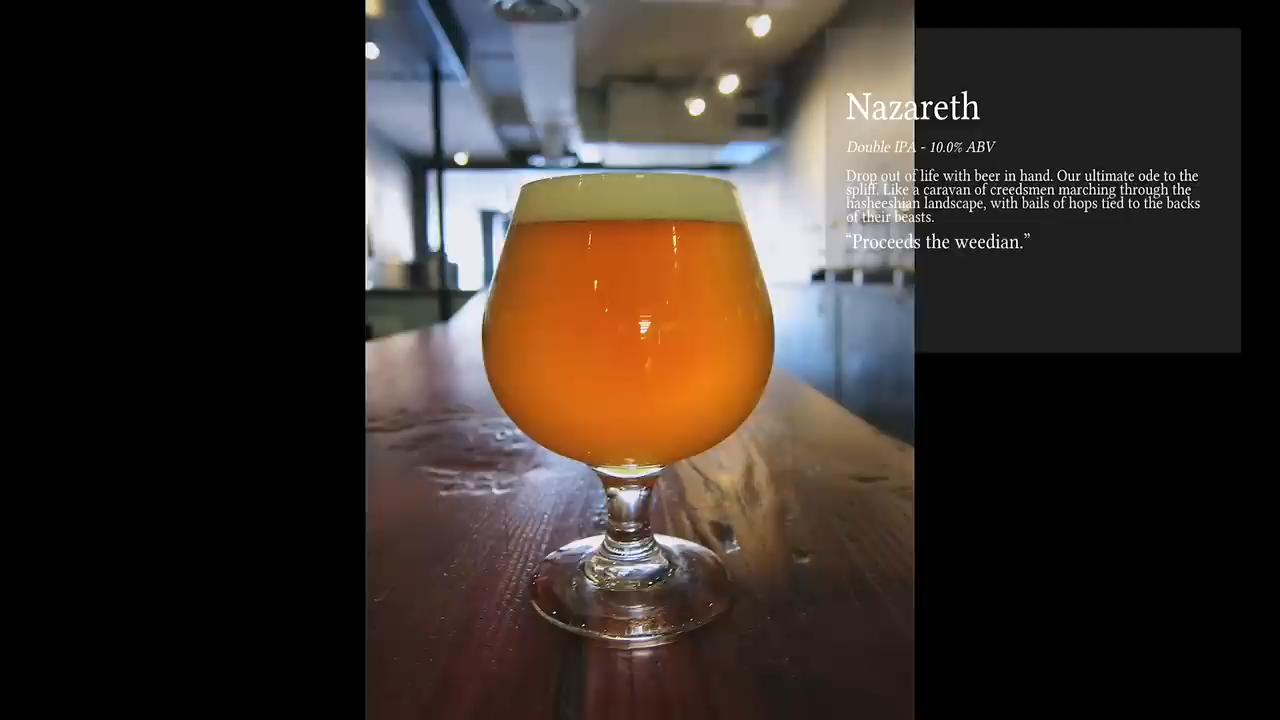 Nazareth
Double IPA - 10.0% ABV
Drop out of life with beer in hand. Our ultimate ode to the
spliff. Like a caravan of creedsmen marching through the
hasheeshian landscape, with bails of hops tied to the backs
of their beasts.
“Proceeds the weedian.”